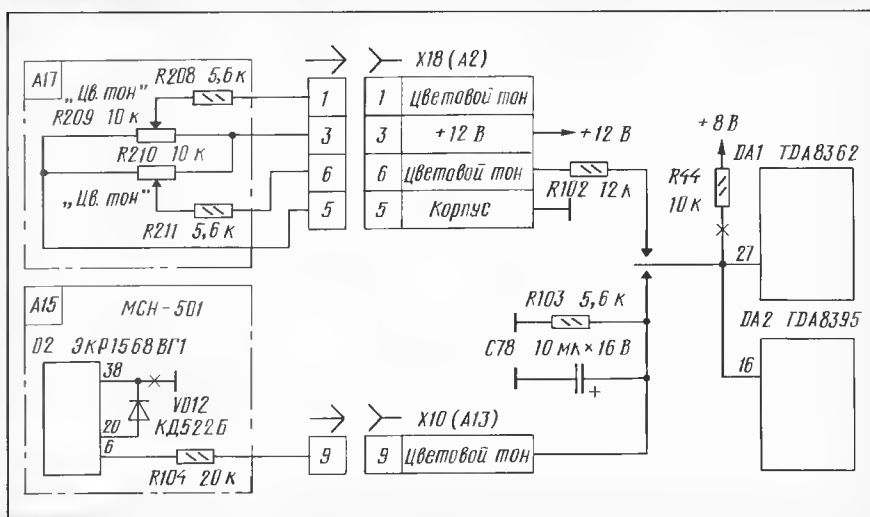 X18 (A2)
A17
R208 5,6 к
„Цв. тон"
R209 10 к
1
1
Цветовой тон
3
3
+12 В
+12 В
R210 10 к
6
6
Цветовой тон
R102 12 к
„Цв. тон"
R211 5,6 к
5
5
Корпус
+8 В
R44
10 к
DA1 TDA8362
27
DA2 TDA8395
16
R103 5,6 к
C78 10 мк × 16 В
+
A15
МСН-501
D2 ЭКР1568ВГ1
38
VD12
КД522Б
20
6
R104 20 к
X10 (A13)
9
9
Цветовой тон